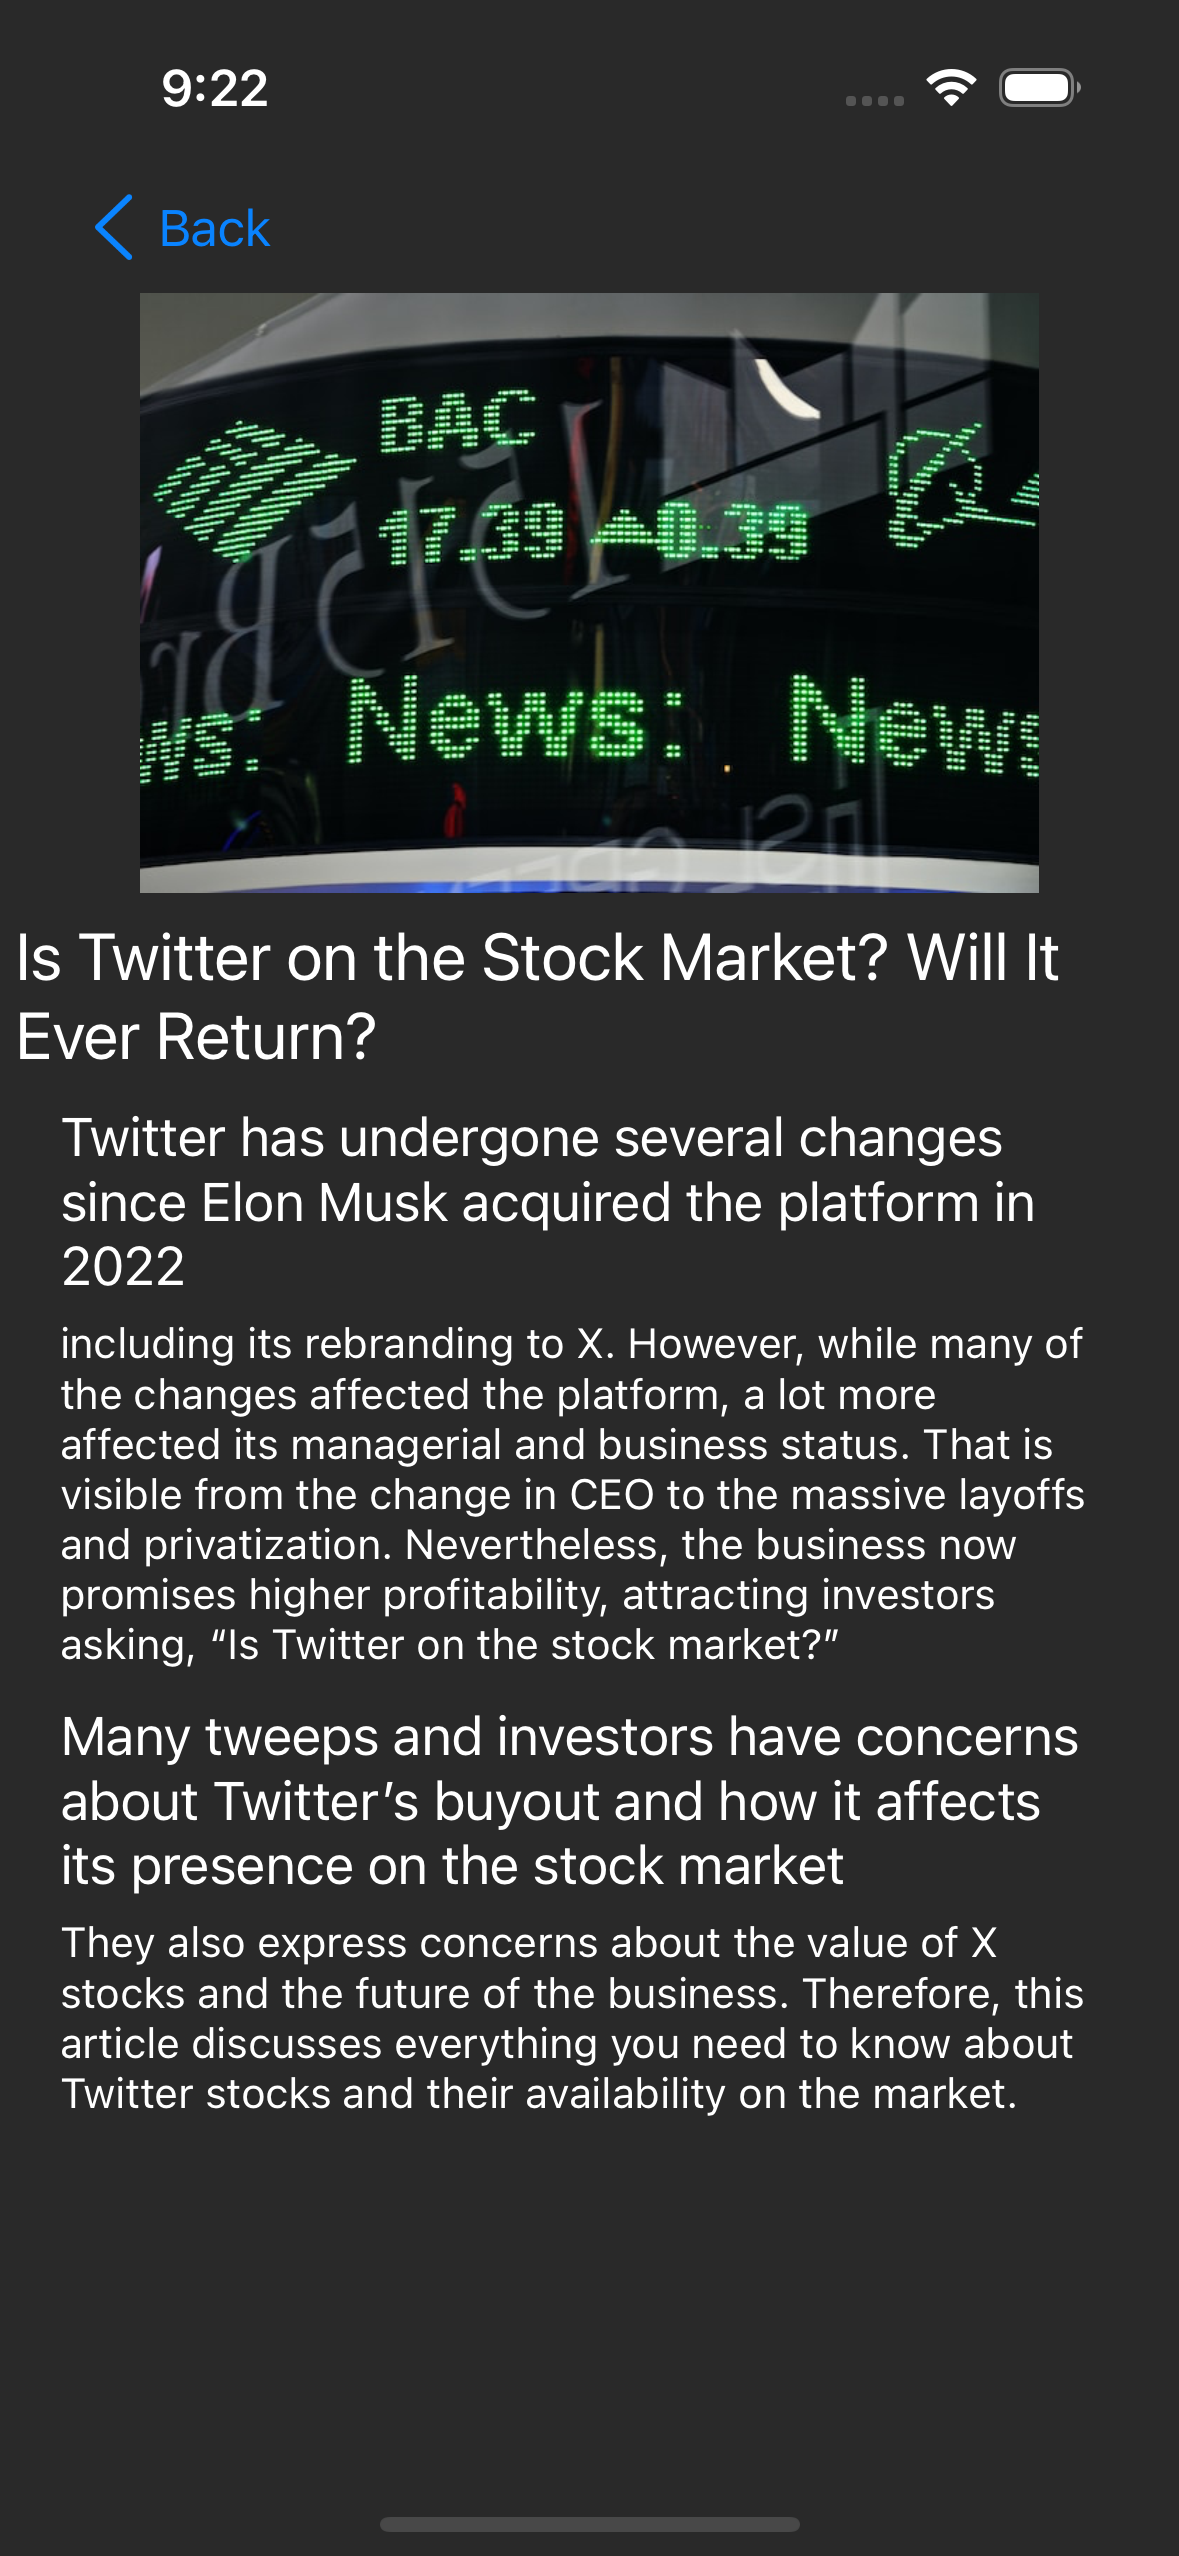 9:22
Back
BAC
17.39 ▲0.39
ws: News: News
Is Twitter on the Stock Market? Will It
Ever Return?
Twitter has undergone several changes
since Elon Musk acquired the platform in
2022
including its rebranding to X. However, while many of
the changes affected the platform, a lot more
affected its managerial and business status. That is
visible from the change in CEO to the massive layoffs
and privatization. Nevertheless, the business now
promises higher profitability, attracting investors
asking, “Is Twitter on the stock market?”
Many tweeps and investors have concerns
about Twitter’s buyout and how it affects
its presence on the stock market
They also express concerns about the value of X
stocks and the future of the business. Therefore, this
article discusses everything you need to know about
Twitter stocks and their availability on the market.